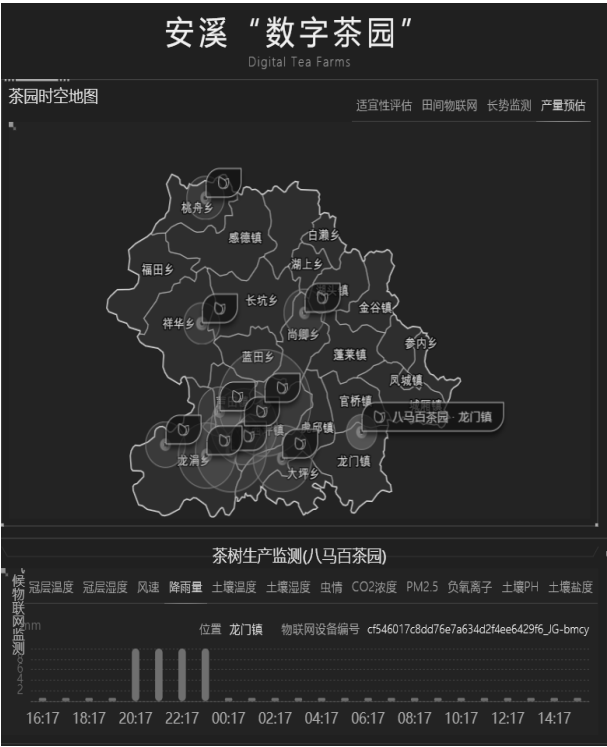 安溪“数字茶园”
Digital Tea Farms
茶园时空地图
适宜性评估 田间物联网 长势监测 产量预估
桃舟乡
感德镇
白濑乡
福田乡
湖上乡
长坑乡
镇
金谷镇
祥华乡
尚卿乡
参内乡
蓝田乡
蓬莱镇
凤城镇
官桥镇
八马百茶园 - 龙门镇
镇
虎邱镇
龙涓乡
大坪乡
龙门镇
茶树生产监测(八马百茶园)
候物联网监测
冠层温度 冠层湿度 风速 降雨量 土壤温度 土壤湿度 虫情 CO2浓度 PM2.5 负氧离子 土壤PH 土壤盐度
位置 龙门镇 物联网设备编号 cf546017c8dd76e7a634d2f4ee6429f6_JG-bmcy
mm
8
6
4
2
16:17 18:17 20:17 22:17 00:17 02:17 04:17 06:17 08:17 10:17 12:17 14:17